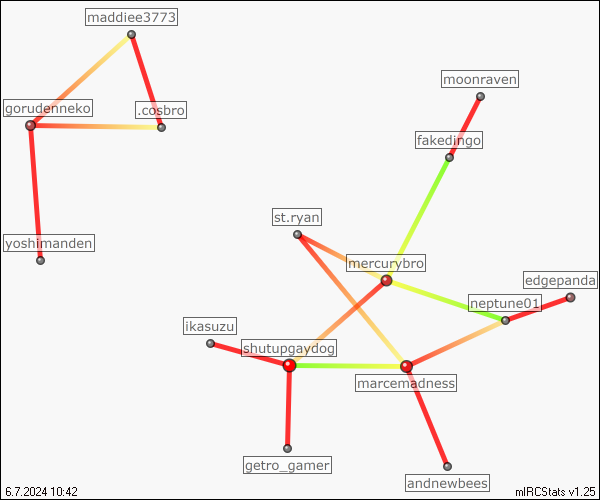 maddiee3773
moonraven
gorudenneko
.cosbro
fakedingo
st.ryan
yoshimanden
mercurybro
edgepanda
neptune01
ikasuzu
shutupgaydog
marcemadness
getro_gamer
andnewbees
6.7.2024 10:42
mIRCStats v1.25